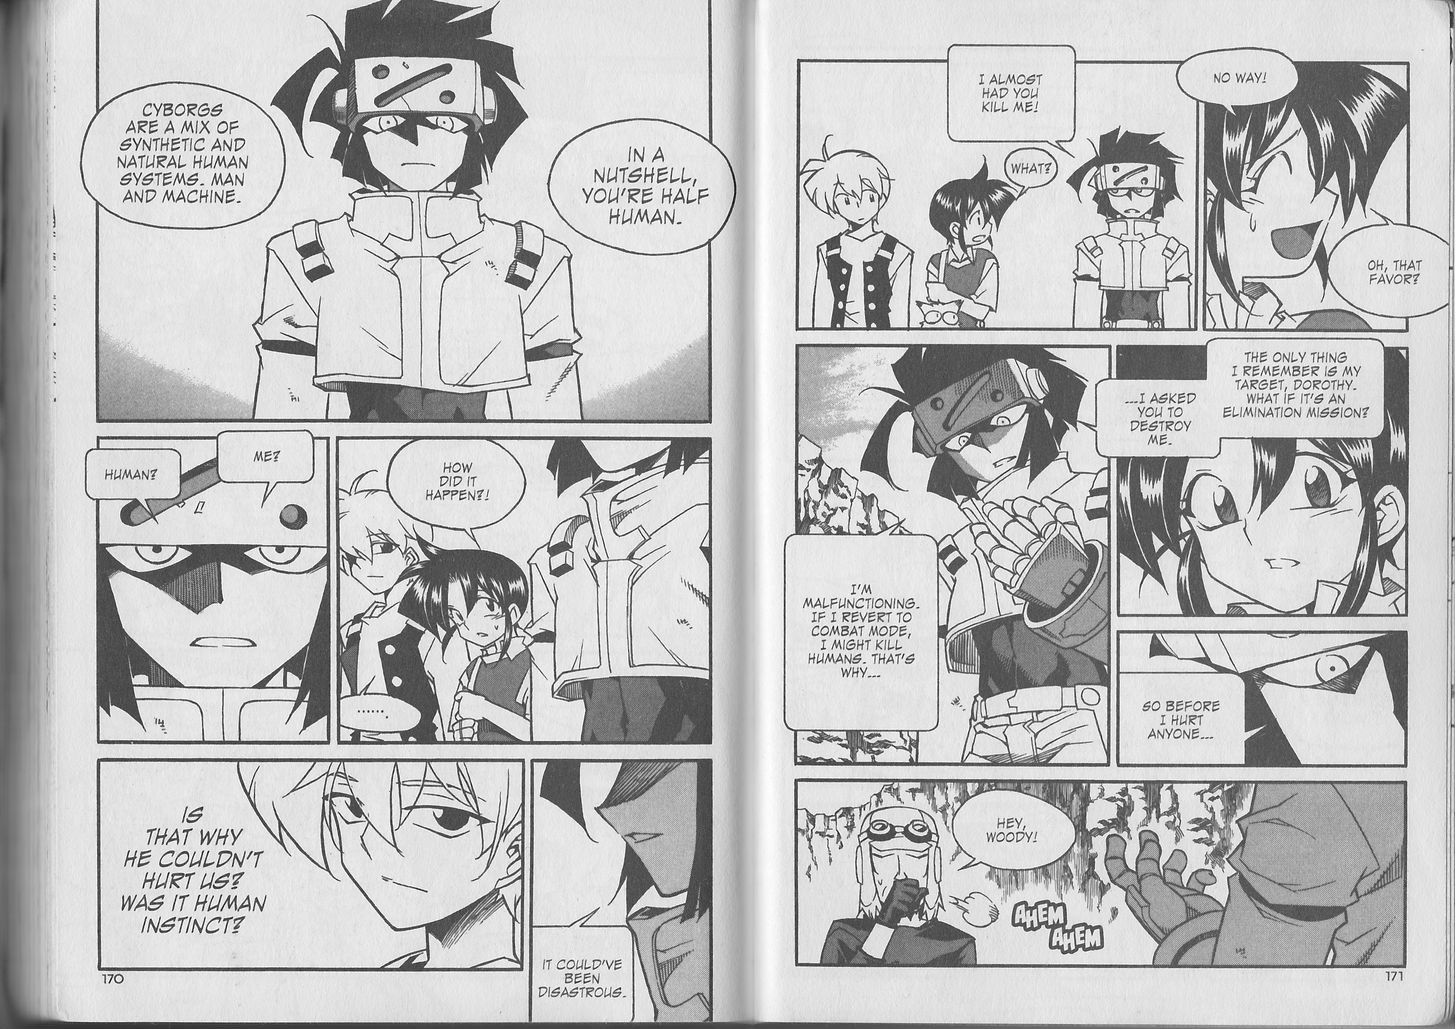 CYBORGS
ARE A MIX OF
SYNTHETIC AND
NATURAL HUMAN
SYSTEMS. MAN
AND MACHINE.
IN A
NUTSHELL,
YOU'RE HALF
HUMAN.
HUMAN?
ME?
HOW
DID IT
HAPPEN?!
.......
IS
THAT WHY
HE COULDN'T
HURT US?
WAS IT HUMAN
INSTINCT?
IT COULD'VE
BEEN
DISASTROUS.
170
I ALMOST
HAD YOU
KILL ME!
WHAT?
NO WAY!
OH, THAT
FAVOR?
I'M
MALFUNCTIONING.
IF I REVERT TO
COMBAT MODE,
I MIGHT KILL
HUMANS. THAT'S
WHY...
THE ONLY THING
I REMEMBER IS MY
TARGET, DOROTHY.
WHAT IF IT'S AN
ELIMINATION MISSION?
...I ASKED
YOU TO
DESTROY
ME.
SO BEFORE
I HURT
ANYONE...
HEY,
WOODY!
AHEM
AHEM
171